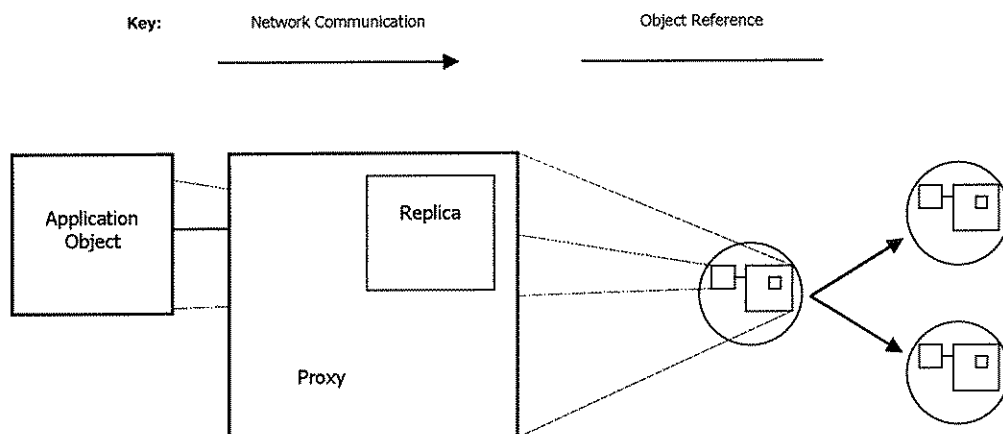 Key: Network Communication Object Reference
Application
Object
Replica
Proxy